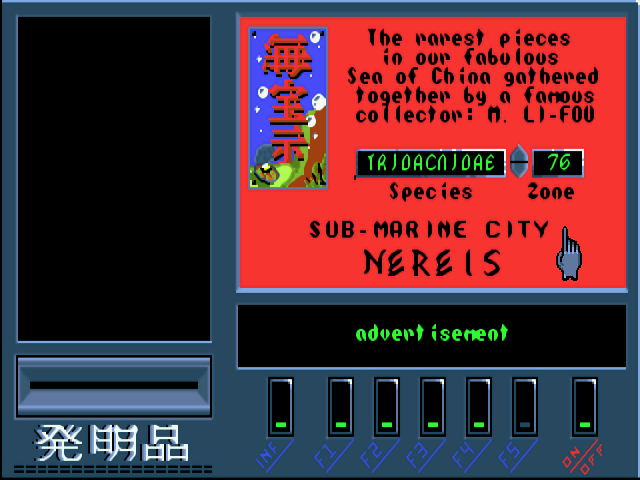 The rarest pieces
in our fabulous
Sea of China gathered
together by a famous
collector: M. LI-FOU
TRIDACNIDAE 76
Species Zone
SUB-MARINE CITY
NEREIS
advertisement
INF F1 F2 F3 F4 F5 ON OFF
発明品